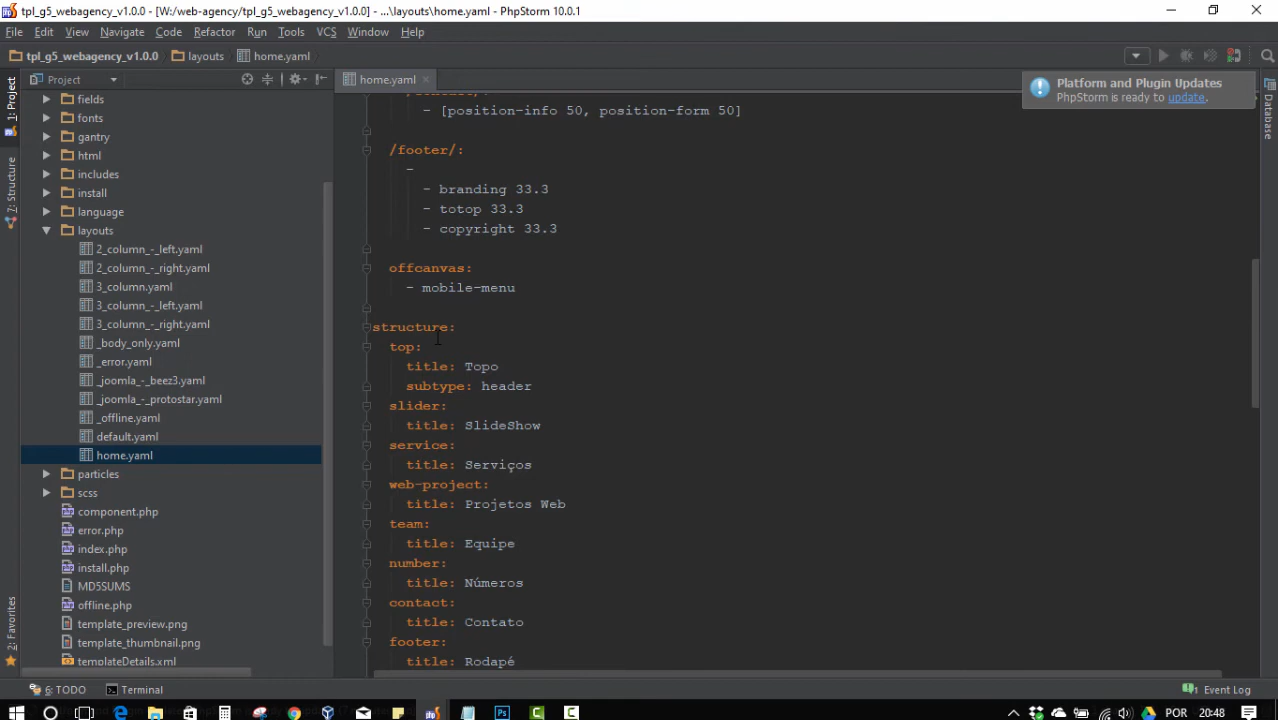 tpl_g5_webagency_v1.0.0 - [W:/web-agency/tpl_g5_webagency_v1.0.0] - ...\layouts\home.yaml - PhpStorm 10.0.1
File Edit View Navigate Code Refactor Run Tools VCS Window Help
tpl_g5_webagency_v1.0.0 layouts home.yaml
Project
home.yaml
Platform and Plugin Updates
PhpStorm is ready to update.
1: Project
7: Structure
2: Favorites
Database
fields
fonts
gantry
html
includes
install
language
layouts
2_column_-_left.yaml
2_column_-_right.yaml
3_column.yaml
3_column_-_left.yaml
3_column_-_right.yaml
_body_only.yaml
_error.yaml
_joomla_-_beez3.yaml
_joomla_-_protostar.yaml
_offline.yaml
default.yaml
home.yaml
particles
scss
component.php
error.php
index.php
install.php
MD5SUMS
offline.php
template_preview.png
template_thumbnail.png
templateDetails.xml
- [position-info 50, position-form 50]
/footer/:
-
- branding 33.3
- totop 33.3
- copyright 33.3
offcanvas:
- mobile-menu
structure:
top:
title: Topo
subtype: header
slider:
title: SlideShow
service:
title: Serviços
web-project:
title: Projetos Web
team:
title: Equipe
number:
title: Números
contact:
title: Contato
footer:
title: Rodapé
6: TODO Terminal
Event Log
POR 20:48